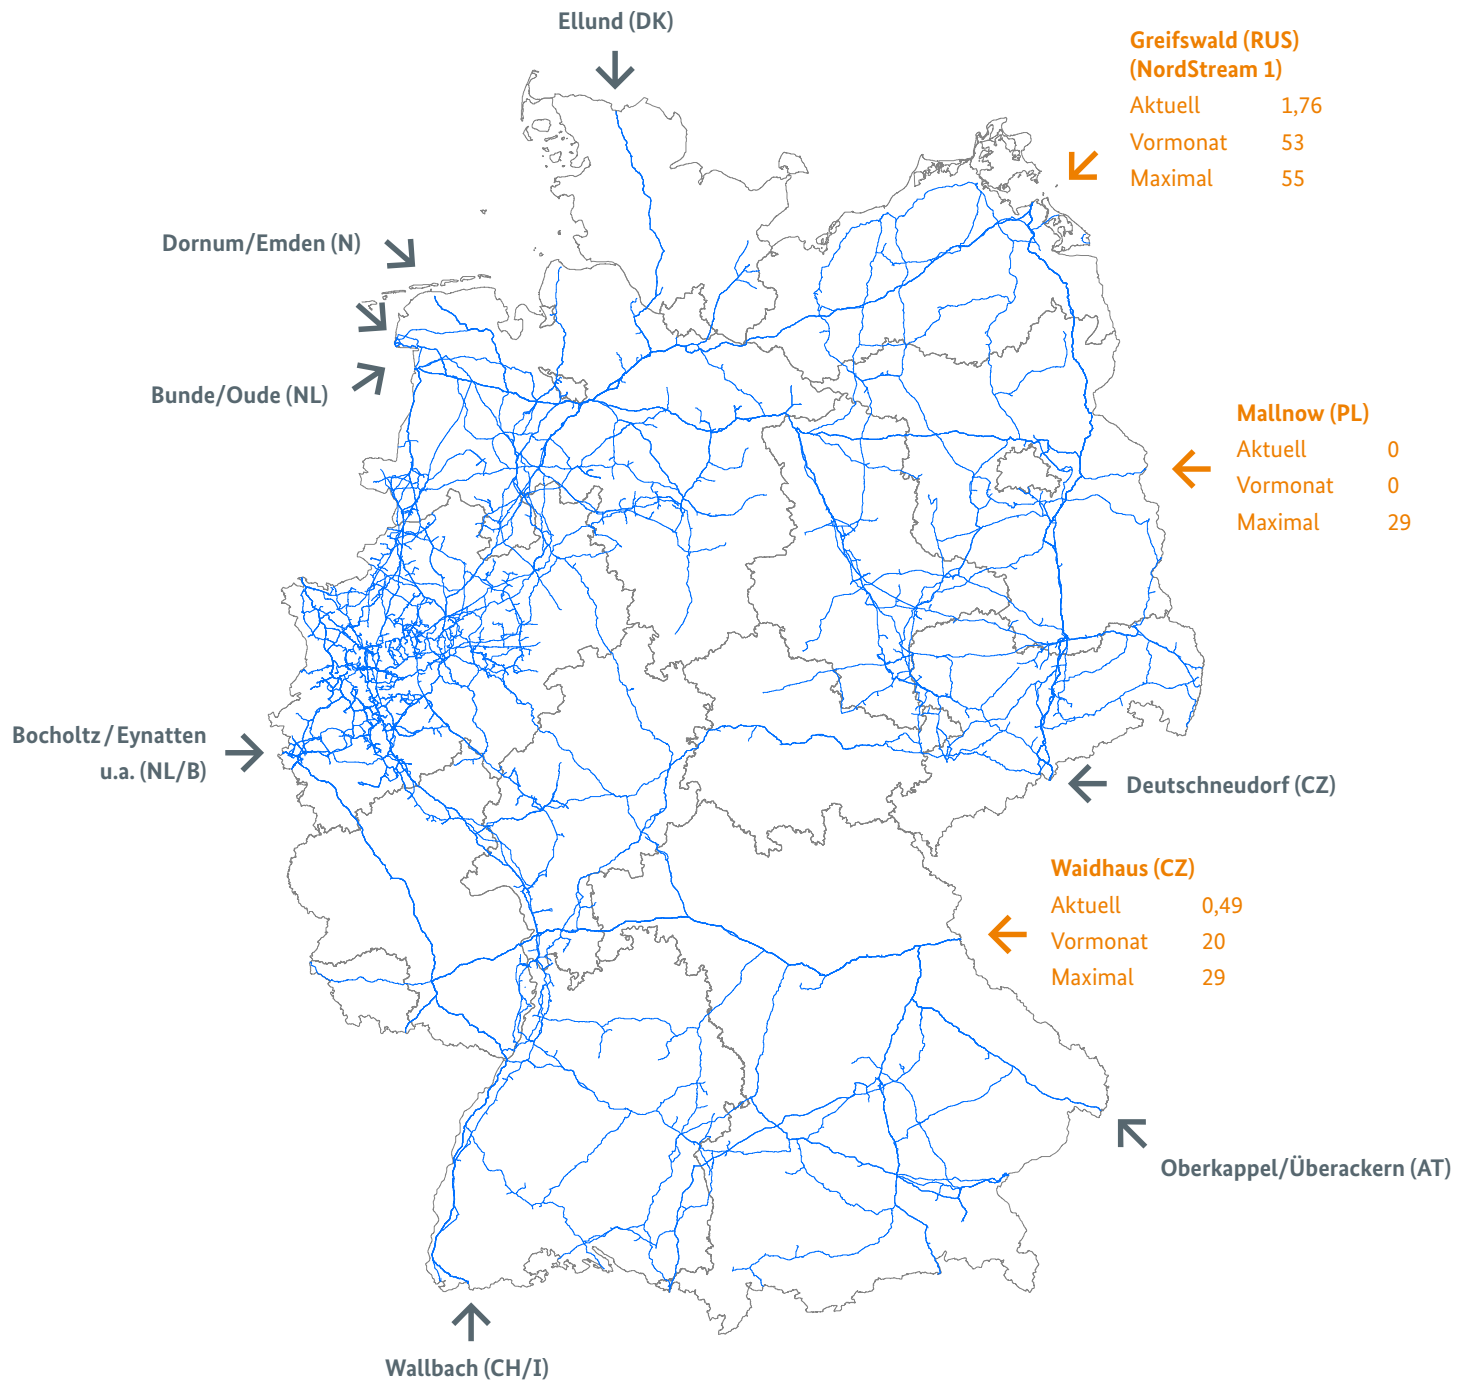 Ellund (DK)
Greifswald (RUS)
(NordStream 1)
Aktuell 1,76
Vormonat 53
Maximal 55
Dornum/Emden (N)
Bunde/Oude (NL)
Mallnow (PL)
Aktuell 0
Vormonat 0
Maximal 29
Bocholtz / Eynatten
u.a. (NL/B)
Deutschneudorf (CZ)
Waidhaus (CZ)
Aktuell 0,49
Vormonat 20
Maximal 29
Oberkappel/Überackern (AT)
Wallbach (CH/I)